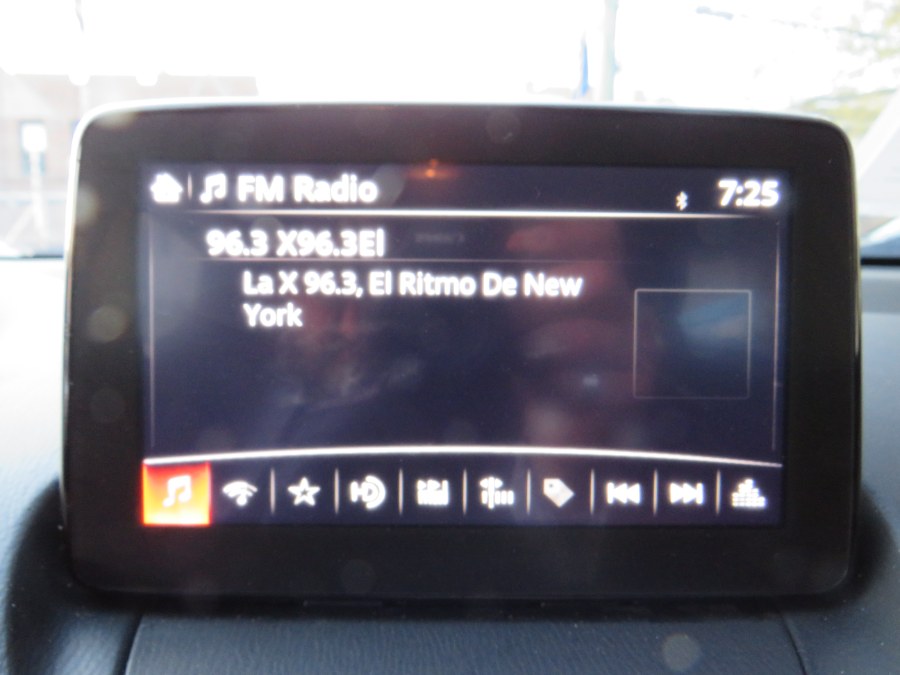 FM Radio
7:25
96.3 X96.3El
La X 96.3, El Ritmo De New
York